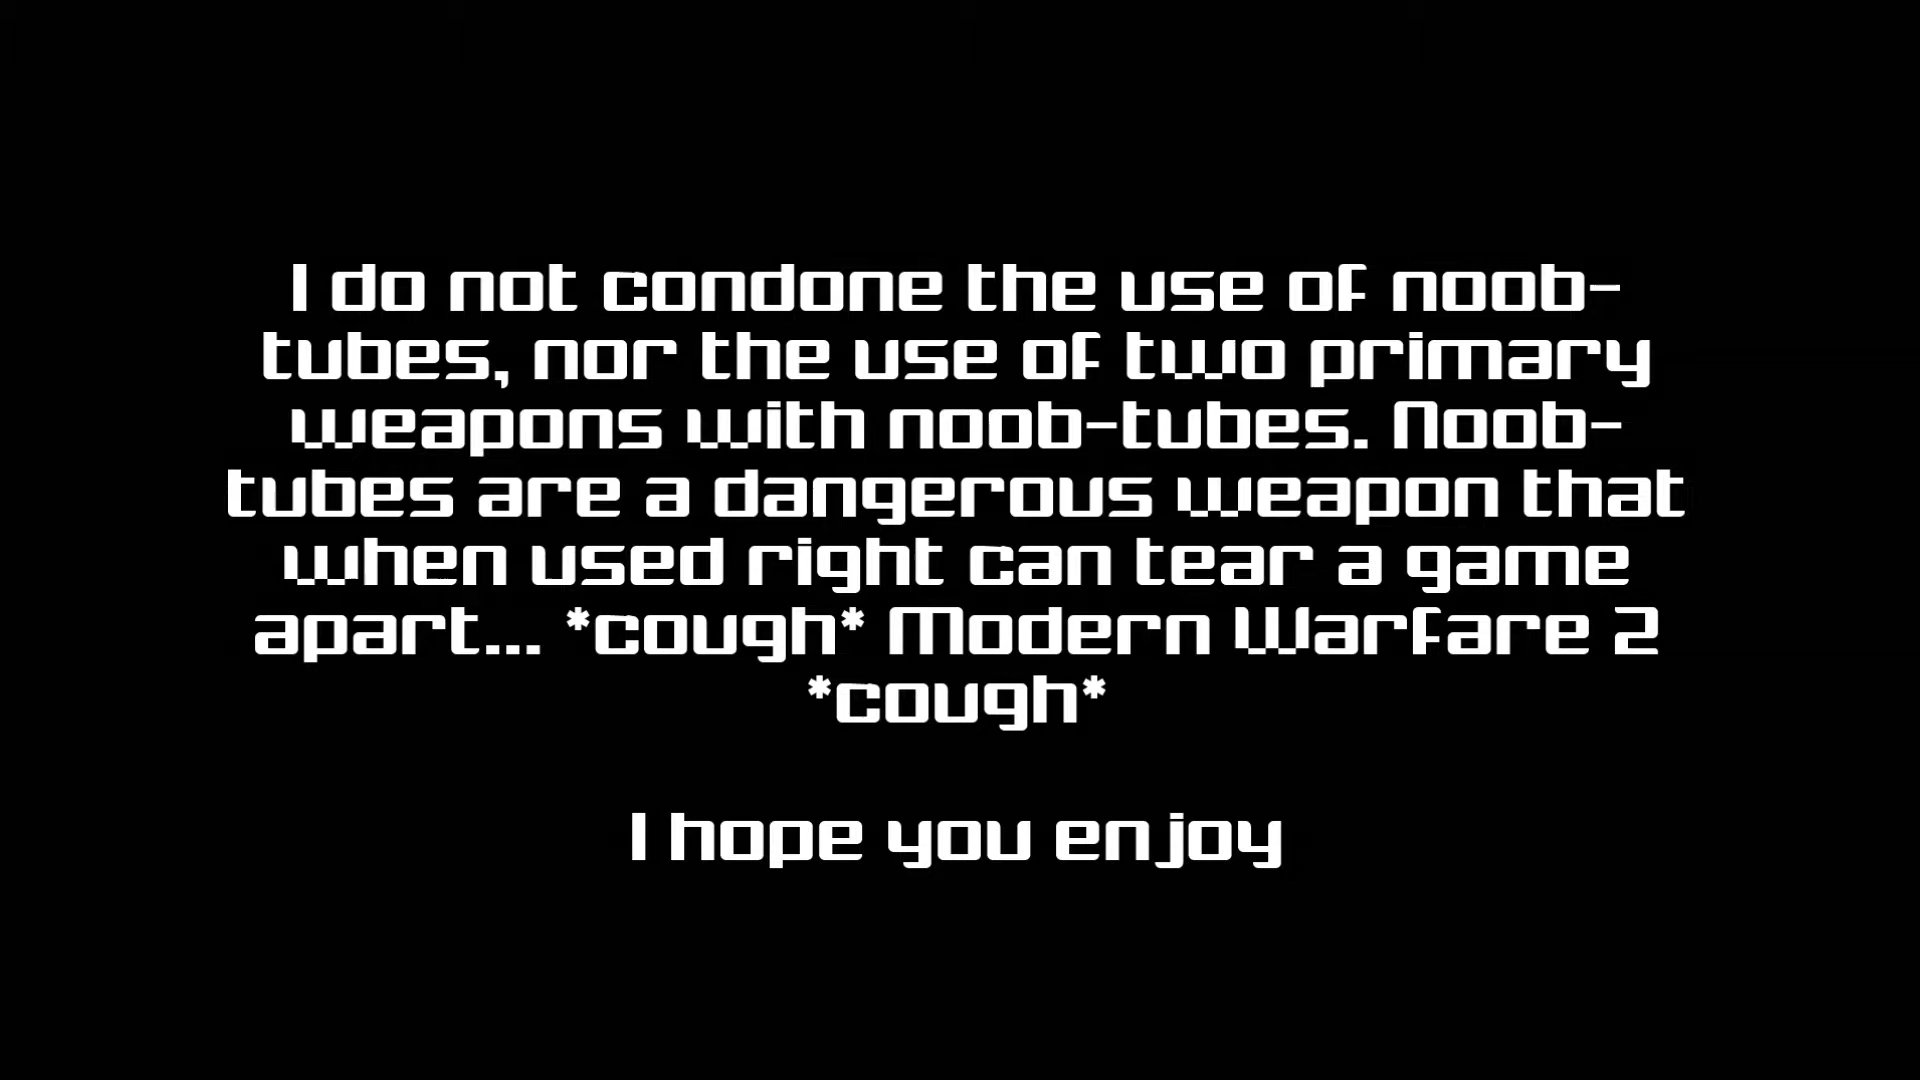 I do not condone the use of noob-
tubes, nor the use of two primary
weapons with noob-tubes. Noob-
tubes are a dangerous weapon that
when used right can tear a game
apart... *cough* Modern Warfare 2
*cough*
I hope you enjoy